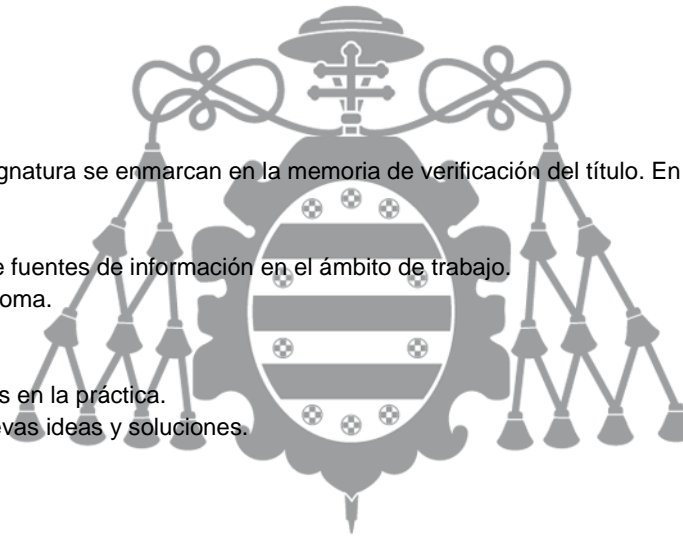 gnatura se enmarcan en la memoria de verificación del título. En
e fuentes de información en el ámbito de trabajo.
oma.
s en la práctica.
evas ideas y soluciones.